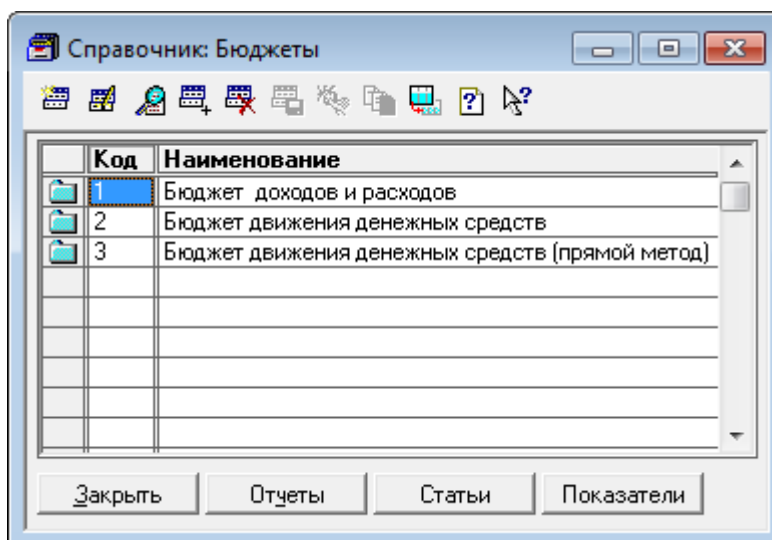 Справочник: Бюджеты
Код Наименование
1 Бюджет доходов и расходов
2 Бюджет движения денежных средств
3 Бюджет движения денежных средств (прямой метод)
Закрыть Отчеты Статьи Показатели